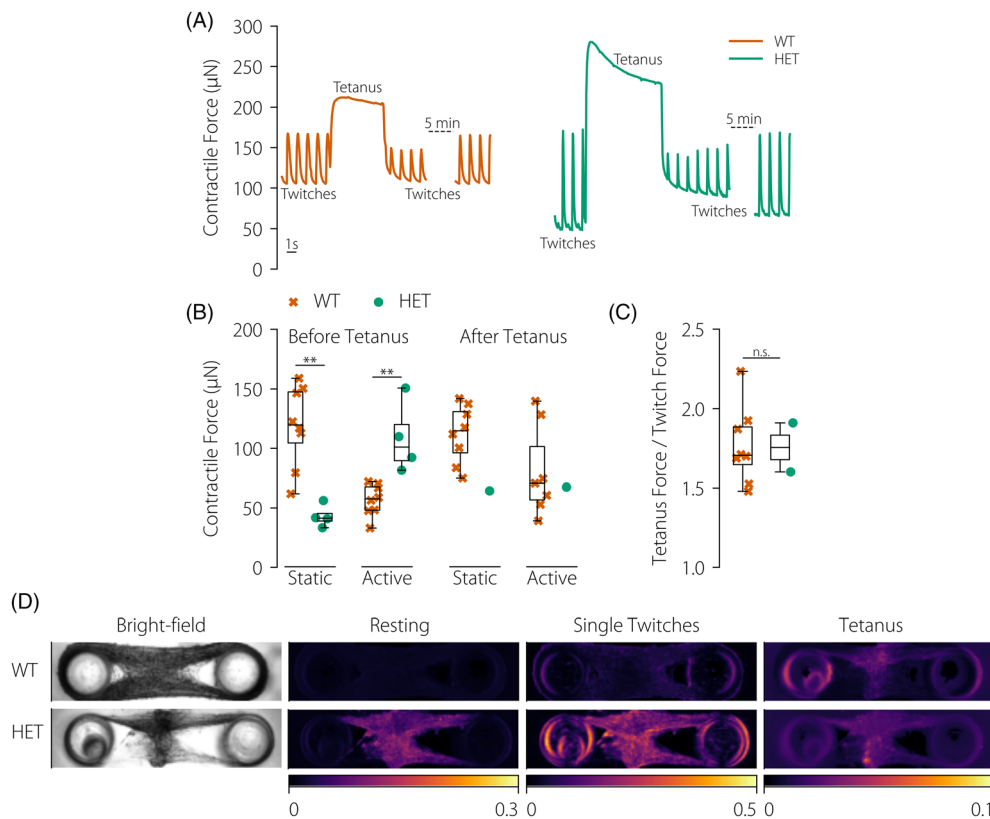 (A)
Contractile Force (µN)
300
250
200
150
100
50
0
Tetanus
Twitches
Twitches
5 min
1s
Tetanus
Twitches
Twitches
5 min
WT
HET
(B)
WT
HET
Contractile Force (µN)
200
150
100
50
0
Before Tetanus
After Tetanus
**
**
Static
Active
Static
Active
(C)
Tetanus Force / Twitch Force
2.5
2.0
1.5
1.0
n.s.
(D)
Bright-field
Resting
Single Twitches
Tetanus
WT
HET
0
0.3
0
0.5
0
0.1